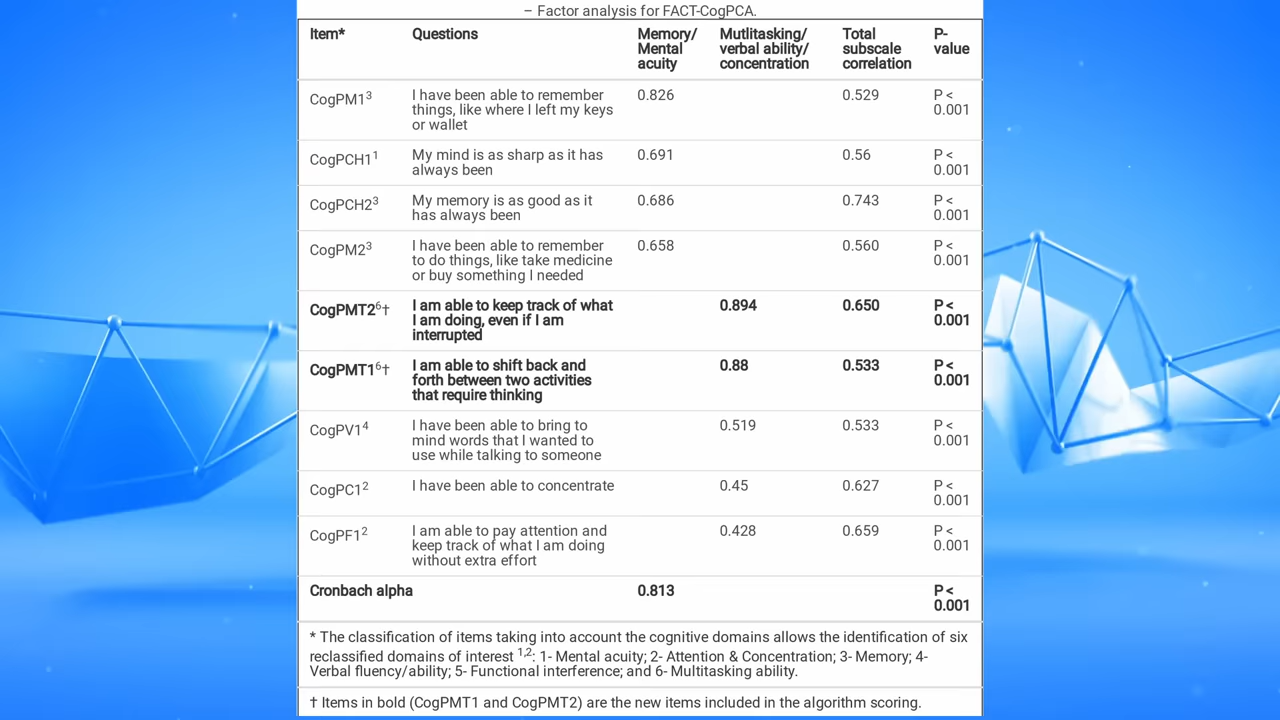 – Factor analysis for FACT-CogPCA.
Item* Questions Memory/ Mental acuity Mutlitasking/ verbal ability/ concentration Total subscale correlation P-value
CogPM1³ I have been able to remember things, like where I left my keys or wallet 0.826 0.529 P < 0.001
CogPCH1¹ My mind is as sharp as it has always been 0.691 0.56 P < 0.001
CogPCH2³ My memory is as good as it has always been 0.686 0.743 P < 0.001
CogPM2³ I have been able to remember to do things, like take medicine or buy something I needed 0.658 0.560 P < 0.001
CogPMT2⁶† I am able to keep track of what I am doing, even if I am interrupted 0.894 0.650 P < 0.001
CogPMT1⁶† I am able to shift back and forth between two activities that require thinking 0.88 0.533 P < 0.001
CogPV1⁴ I have been able to bring to mind words that I wanted to use while talking to someone 0.519 0.533 P < 0.001
CogPC1² I have been able to concentrate 0.45 0.627 P < 0.001
CogPF1² I am able to pay attention and keep track of what I am doing without extra effort 0.428 0.659 P < 0.001
Cronbach alpha 0.813 P < 0.001
* The classification of items taking into account the cognitive domains allows the identification of six
reclassified domains of interest ¹,²: 1- Mental acuity; 2- Attention & Concentration; 3- Memory; 4-
Verbal fluency/ability; 5- Functional interference; and 6- Multitasking ability.
† Items in bold (CogPMT1 and CogPMT2) are the new items included in the algorithm scoring.